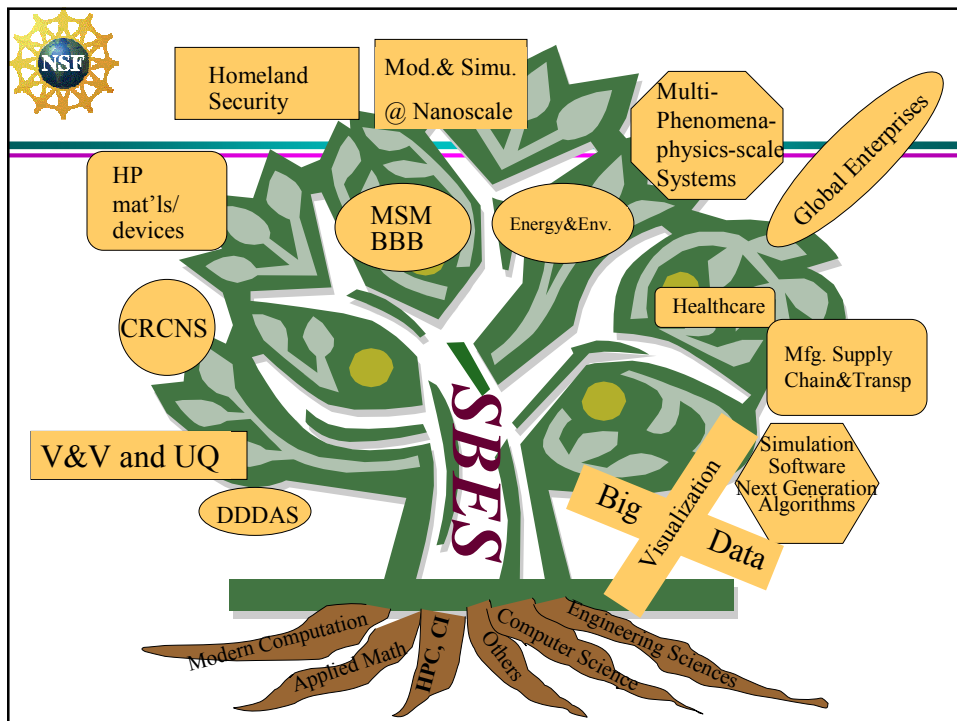 NSF
Homeland
Security
Mod.& Simu.
@ Nanoscale
Multi-
Phenomena-
physics-scale
Systems
Global Enterprises
HP
mat'ls/
devices
MSM
BBB
Energy&Env.
Healthcare
CRCNS
Mfg. Supply
Chain&Transp
SBES
V&V and UQ
Simulation
Software
Next Generation
Algorithms
DDDAS
Big Data
Visualization
Modern Computation
Applied Math
HPC, CI
Others
Computer Science
Engineering Sciences